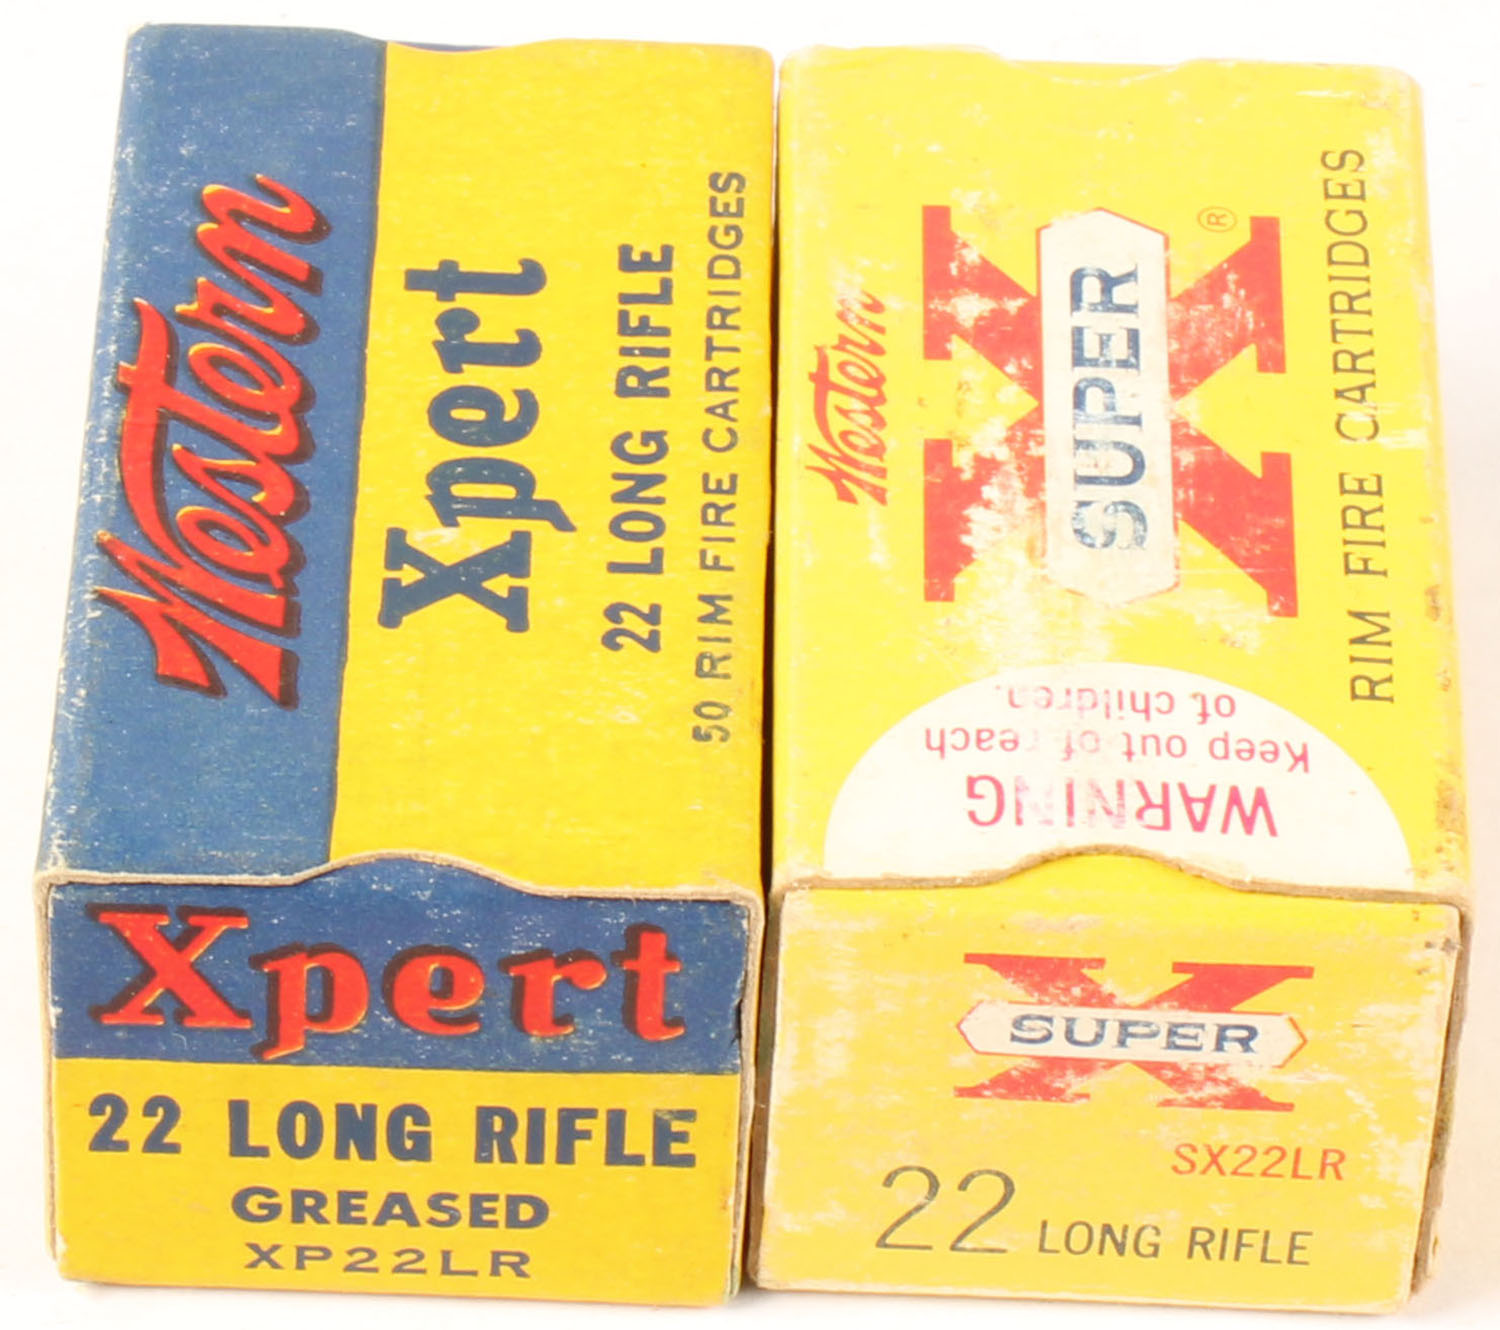 Western
Xpert
22 LONG RIFLE
50 RIM FIRE CARTRIDGES
Xpert
22 LONG RIFLE
GREASED
XP22LR
Western
SUPER X ®
RIM FIRE CARTRIDGES
WARNING
Keep out of reach
of children.
SUPER X
SX22LR
22 LONG RIFLE